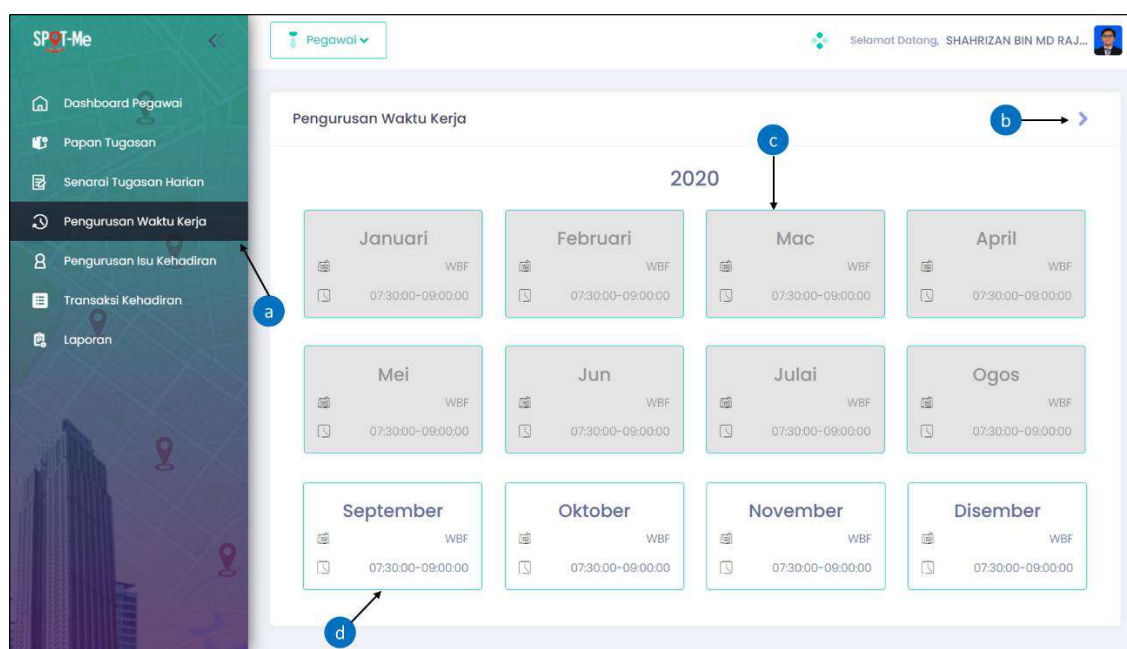 SPOT-Me
Pegawai
Selamat Datang, SHAHRIZAN BIN MD RAJ...
Dashboard Pegawai
Papan Tugasan
Senarai Tugasan Harian
Pengurusan Waktu Kerja
Pengurusan Isu Kehadiran
Transaksi Kehadiran
Laporan
a
Pengurusan Waktu Kerja
b
c
2020
Januari
WBF
07:30:00-09:00:00
Februari
WBF
07:30:00-09:00:00
Mac
WBF
07:30:00-09:00:00
April
WBF
07:30:00-09:00:00
Mei
WBF
07:30:00-09:00:00
Jun
WBF
07:30:00-09:00:00
Julai
WBF
07:30:00-09:00:00
Ogos
WBF
07:30:00-09:00:00
September
WBF
07:30:00-09:00:00
Oktober
WBF
07:30:00-09:00:00
November
WBF
07:30:00-09:00:00
Disember
WBF
07:30:00-09:00:00
d